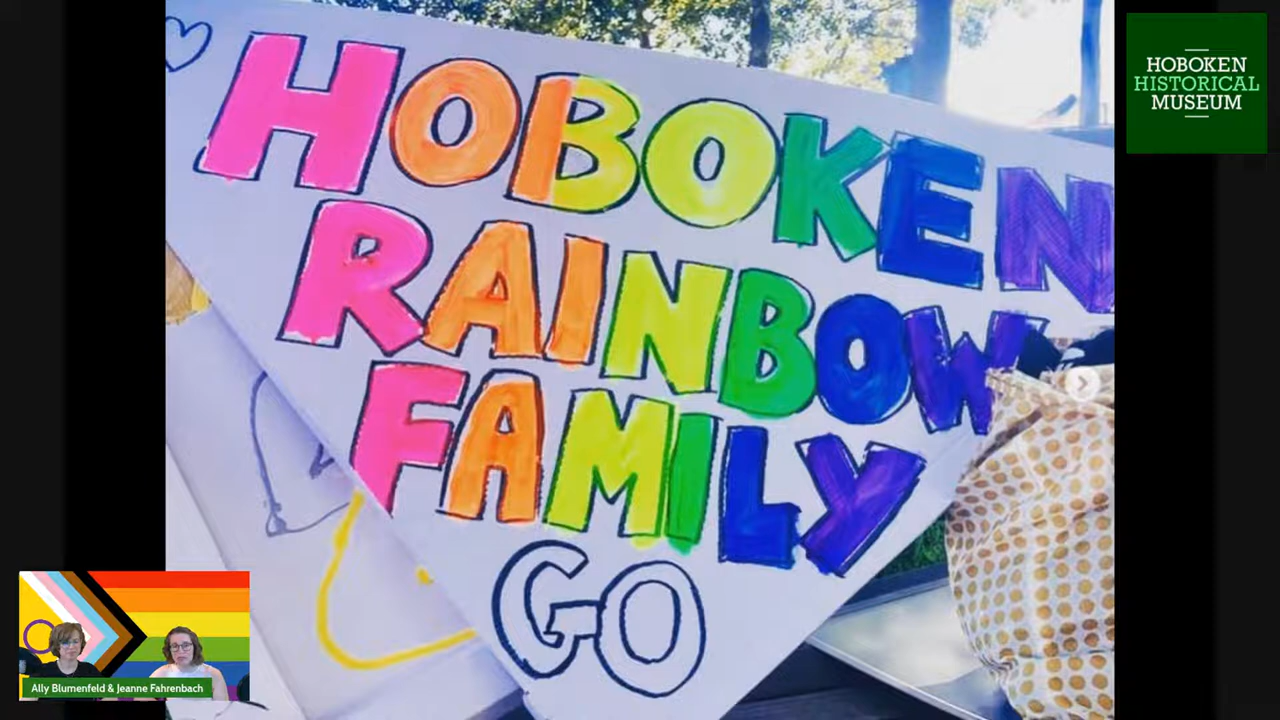 HOBOKEN
RAINBOW
FAMILY
GO
HOBOKEN
HISTORICAL
MUSEUM
Ally Blumenfeld & Jeanne Fahrenbach